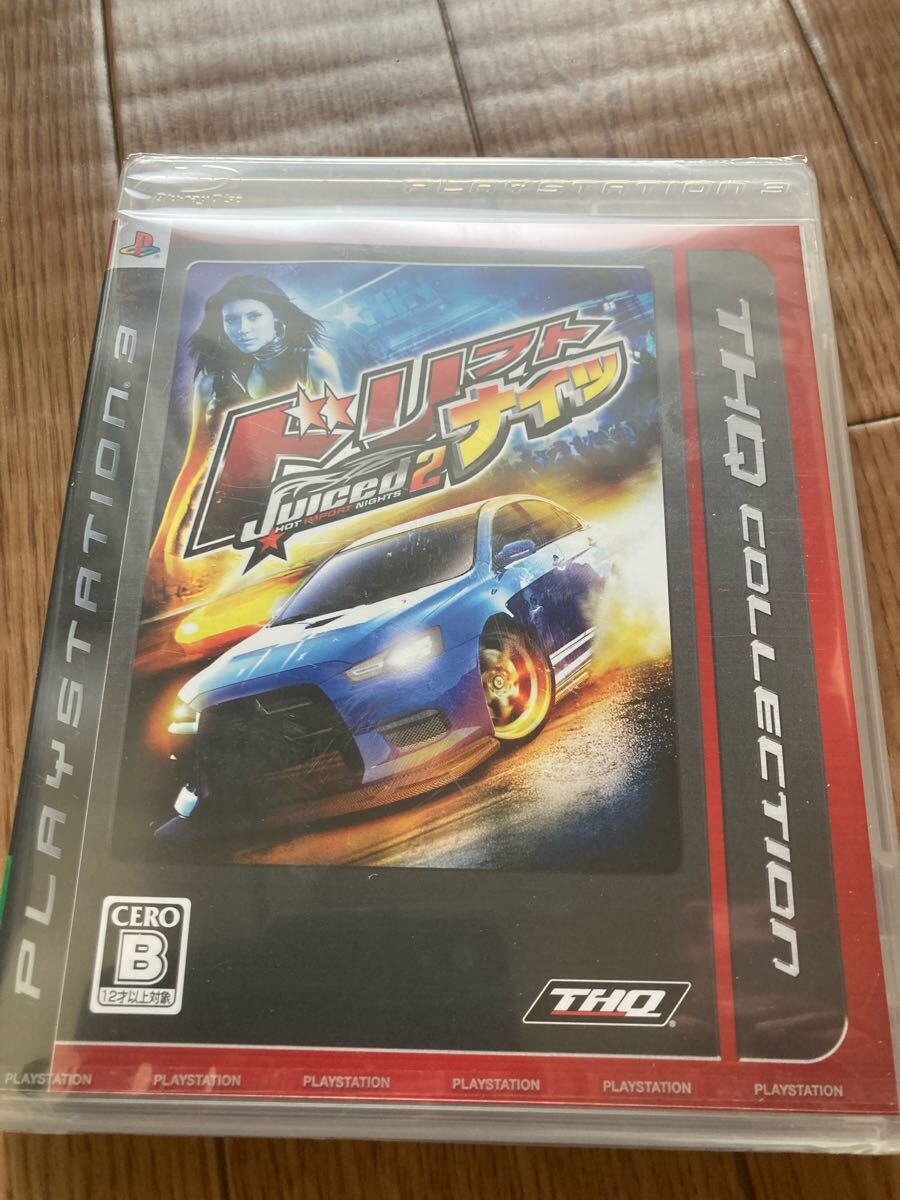 Blu-ray Disc
PLAYSTATION 3
PLAYSTATION 3
ドリフト
ナイツ
Juiced 2
HOT IMPORT NIGHTS
THQ COLLECTION
CERO
B
12才以上対象
THQ
PLAYSTATION PLAYSTATION PLAYSTATION PLAYSTATION PLAYSTATION PLAYSTATION